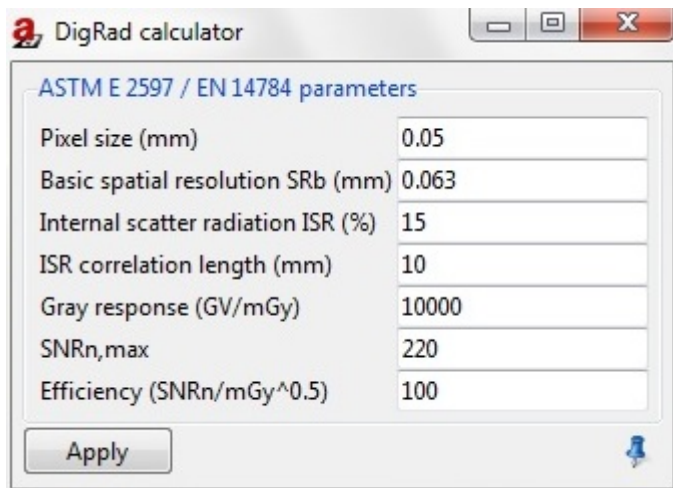 DigRad calculator
ASTM E 2597 / EN 14784 parameters
Pixel size (mm) 0.05
Basic spatial resolution SRb (mm) 0.063
Internal scatter radiation ISR (%) 15
ISR correlation length (mm) 10
Gray response (GV/mGy) 10000
SNRn,max 220
Efficiency (SNRn/mGy^0.5) 100
Apply